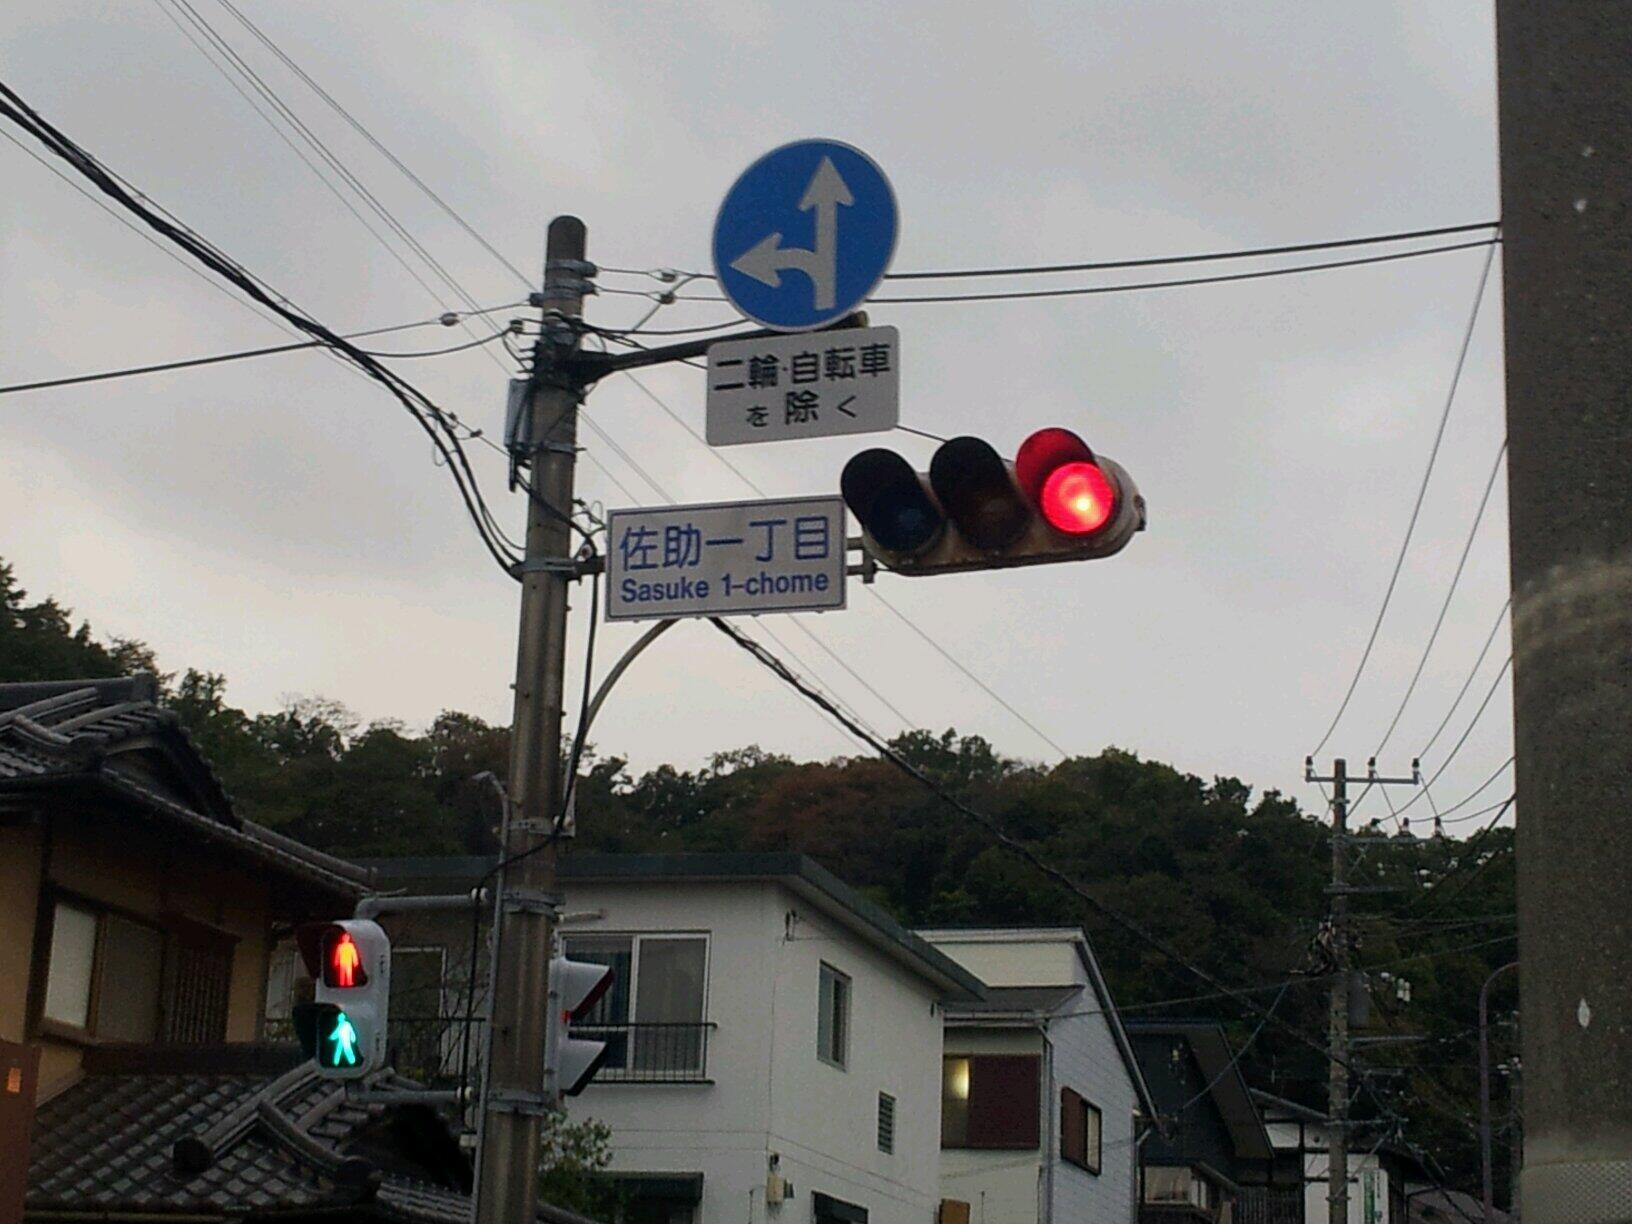 二輪・自転車
を除く
佐助一丁目
Sasuke 1-chome